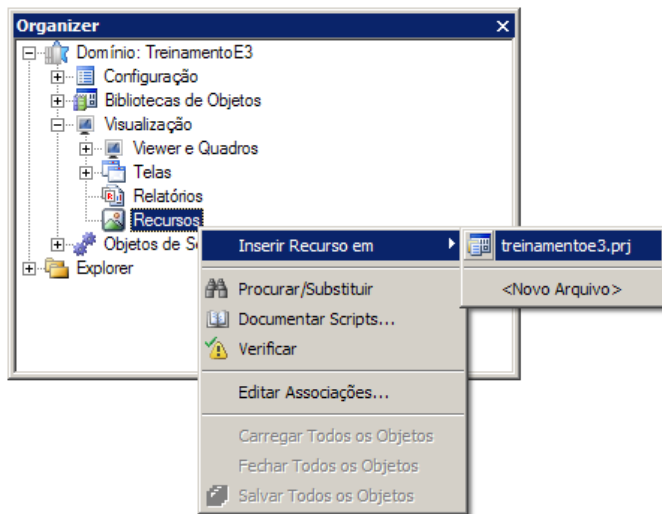 Organizer
Domínio: TreinamentoE3
Configuração
Bibliotecas de Objetos
Visualização
Viewer e Quadros
Telas
Relatórios
Recursos
Objetos de Se
Explorer
Inserir Recurso em
Procurar/Substituir
Documentar Scripts...
Verificar
Editar Associações...
Carregar Todos os Objetos
Fechar Todos os Objetos
Salvar Todos os Objetos
treinamentoe3.prj
<Novo Arquivo>